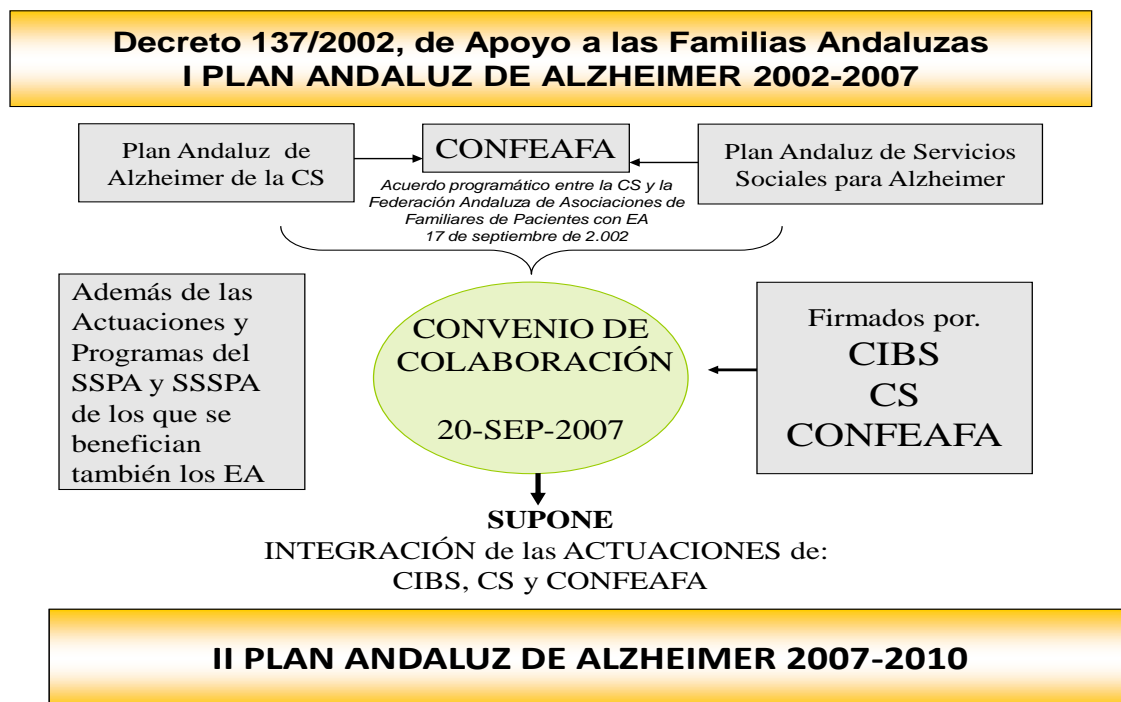 Decreto 137/2002, de Apoyo a las Familias Andaluzas
I PLAN ANDALUZ DE ALZHEIMER 2002-2007
Plan Andaluz de
Alzheimer de la CS
CONFEAFA
Plan Andaluz de Servicios
Sociales para Alzheimer
Acuerdo programático entre la CS y la
Federación Andaluza de Asociaciones de
Familiares de Pacientes con EA
17 de septiembre de 2.002
Además de las
Actuaciones y
Programas del
SSPA y SSSPA
de los que se
benefician
también los EA
CONVENIO DE
COLABORACIÓN
20-SEP-2007
Firmados por.
CIBS
CS
CONFEAFA
SUPONE
INTEGRACIÓN de las ACTUACIONES de:
CIBS, CS y CONFEAFA
II PLAN ANDALUZ DE ALZHEIMER 2007-2010